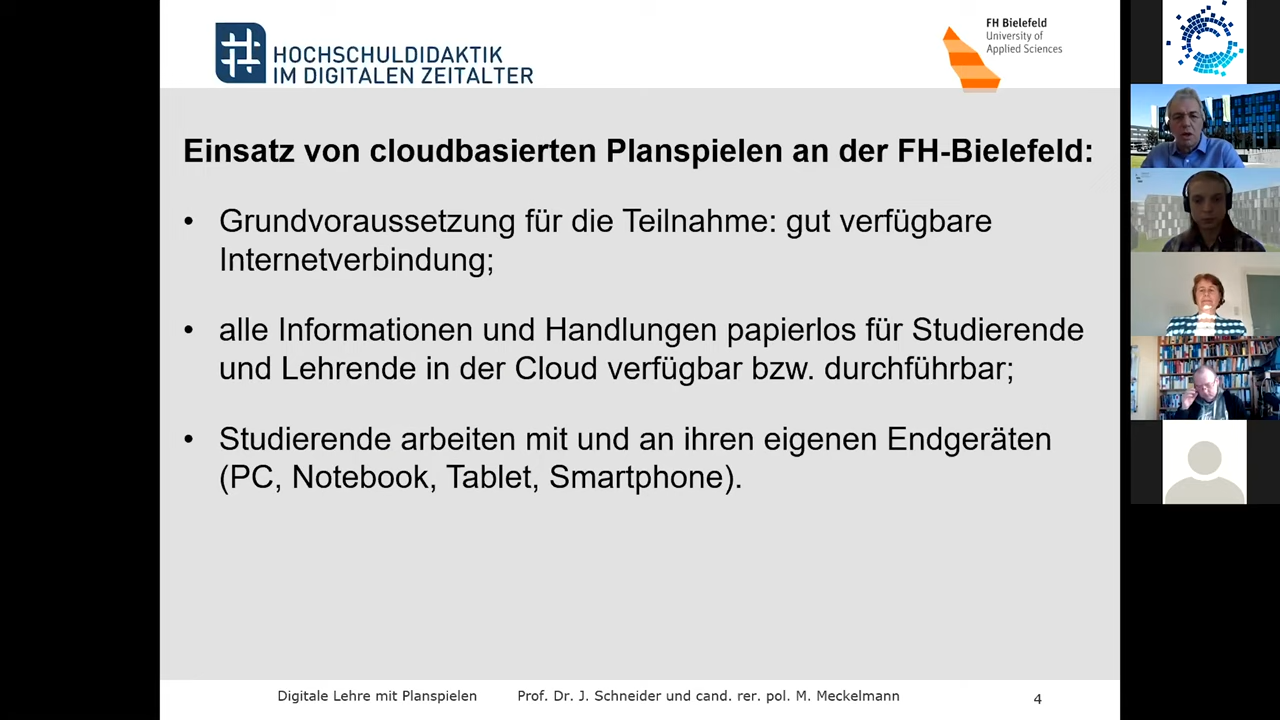 HOCHSCHULDIDAKTIK
IM DIGITALEN ZEITALTER
FH Bielefeld
University of
Applied Sciences
Einsatz von cloudbasierten Planspielen an der FH-Bielefeld:
• Grundvoraussetzung für die Teilnahme: gut verfügbare
Internetverbindung;
• alle Informationen und Handlungen papierlos für Studierende
und Lehrende in der Cloud verfügbar bzw. durchführbar;
• Studierende arbeiten mit und an ihren eigenen Endgeräten
(PC, Notebook, Tablet, Smartphone).
Digitale Lehre mit Planspielen Prof. Dr. J. Schneider und cand. rer. pol. M. Meckelmann 4